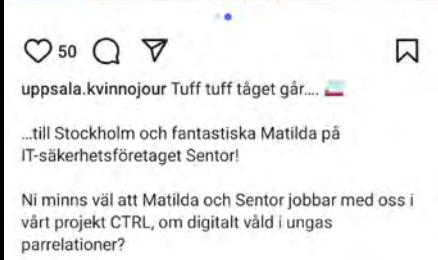 50
uppsala.kvinnojour Tuff tuff tåget går.... 🚈
...till Stockholm och fantastiska Matilda på
IT-säkerhetsföretaget Sentor!
Ni minns väl att Matilda och Sentor jobbar med oss i
vårt projekt CTRL, om digitalt våld i ungas
parrelationer?